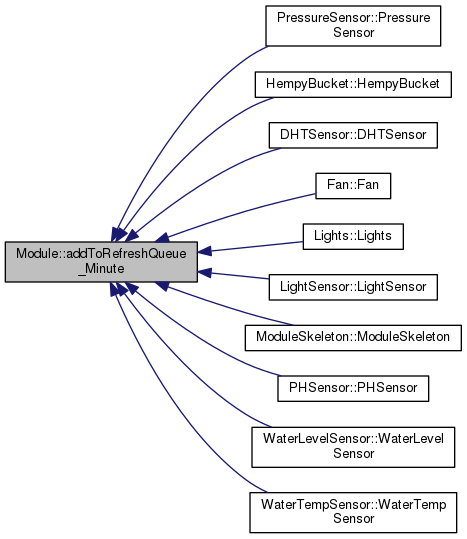 PressureSensor::Pressure
Sensor
HempyBucket::HempyBucket
DHTSensor::DHTSensor
Fan::Fan
Lights::Lights
Module::addToRefreshQueue
_Minute
LightSensor::LightSensor
ModuleSkeleton::ModuleSkeleton
PHSensor::PHSensor
WaterLevelSensor::WaterLevel
Sensor
WaterTempSensor::WaterTemp
Sensor